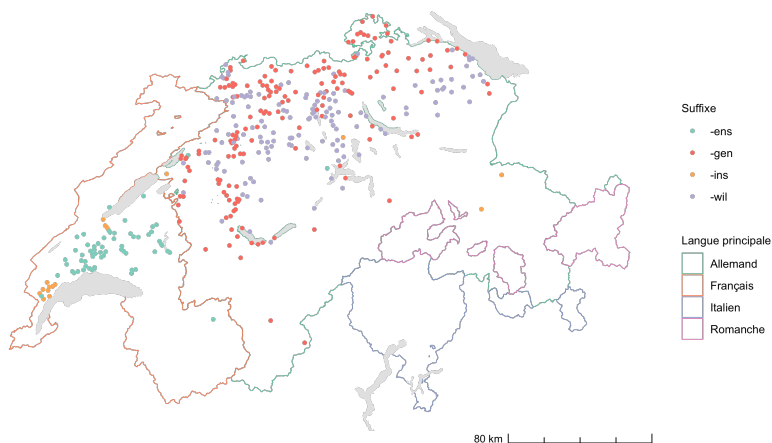 Suffixe
-ens
-gen
-ins
-wil
Langue principale
Allemand
Français
Italien
Romanche
80 km